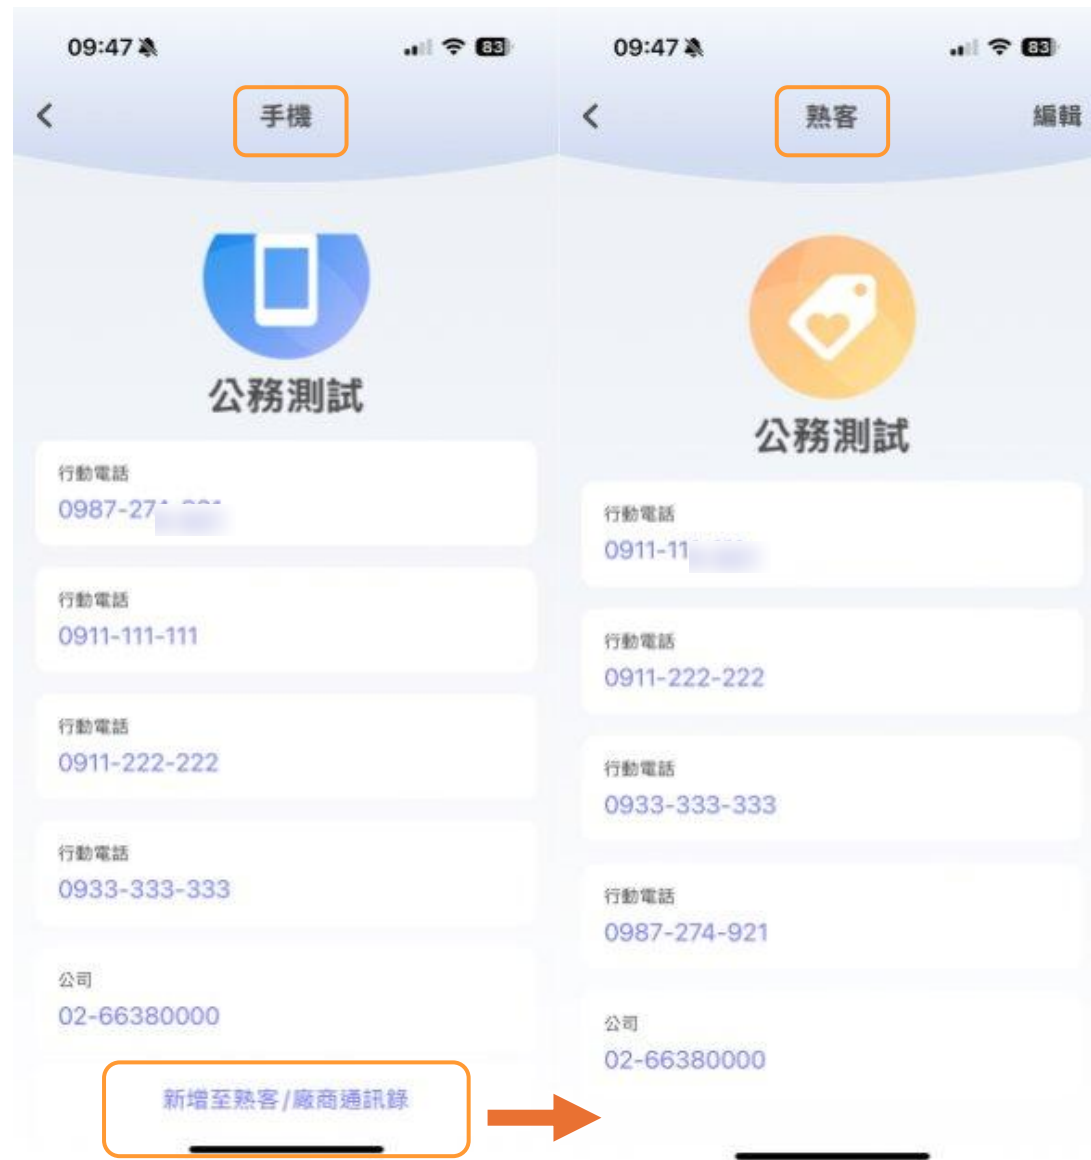 09:47
83
手機
公務測試
行動電話
0987-27
行動電話
0911-111-111
行動電話
0911-222-222
行動電話
0933-333-333
公司
02-66380000
新增至熟客/廠商通訊錄
09:47
83
熟客
編輯
公務測試
行動電話
0911-11
行動電話
0911-222-222
行動電話
0933-333-333
行動電話
0987-274-921
公司
02-66380000